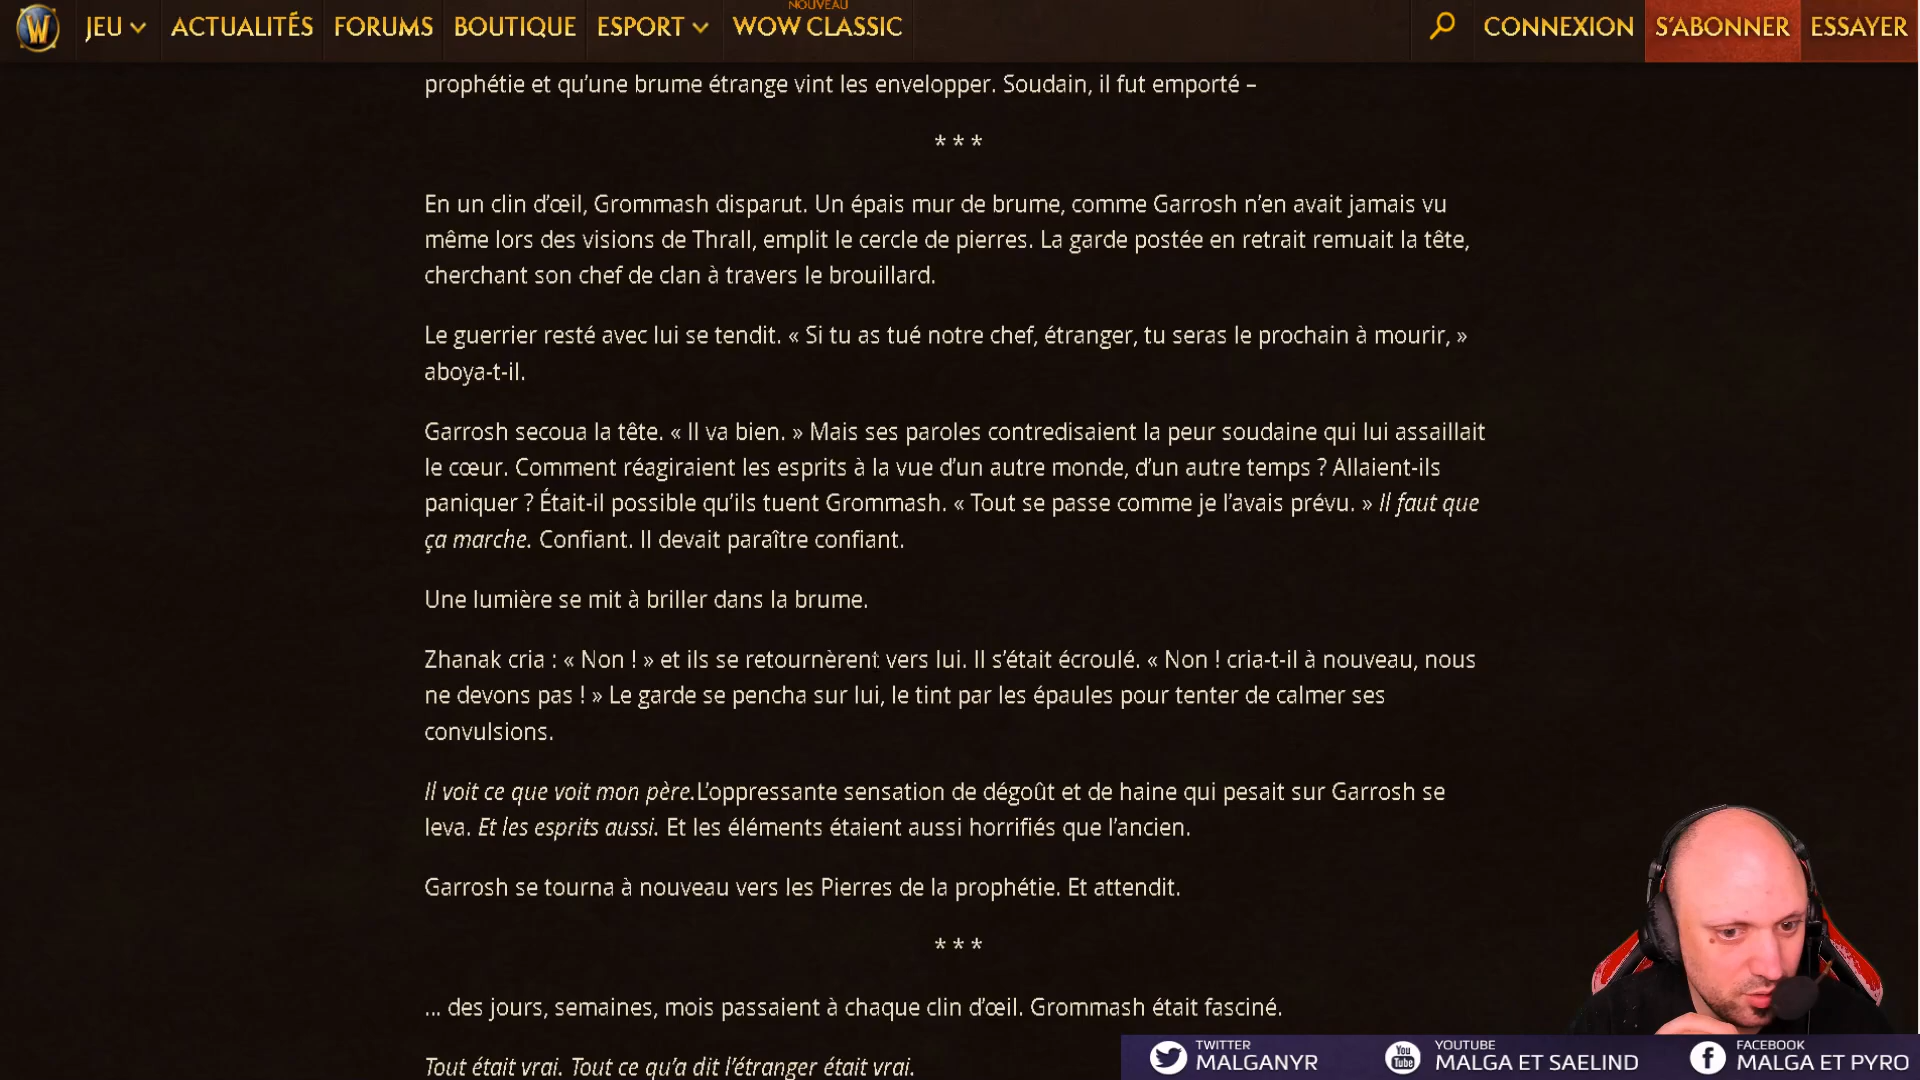 NOUVEAU
JEU ACTUALITÉS FORUMS BOUTIQUE ESPORT WOW CLASSIC CONNEXION S'ABONNER ESSAYER
prophétie et qu’une brume étrange vint les envelopper. Soudain, il fut emporté –
* * *
En un clin d’œil, Grommash disparut. Un épais mur de brume, comme Garrosh n’en avait jamais vu
même lors des visions de Thrall, emplit le cercle de pierres. La garde postée en retrait remuait la tête,
cherchant son chef de clan à travers le brouillard.
Le guerrier resté avec lui se tendit. « Si tu as tué notre chef, étranger, tu seras le prochain à mourir, »
aboya-t-il.
Garrosh secoua la tête. « Il va bien. » Mais ses paroles contredisaient la peur soudaine qui lui assaillait
le cœur. Comment réagiraient les esprits à la vue d’un autre monde, d’un autre temps ? Allaient-ils
paniquer ? Était-il possible qu’ils tuent Grommash. « Tout se passe comme je l’avais prévu. » Il faut que
ça marche. Confiant. Il devait paraître confiant.
Une lumière se mit à briller dans la brume.
Zhanak cria : « Non ! » et ils se retournèrent vers lui. Il s’était écroulé. « Non ! cria-t-il à nouveau, nous
ne devons pas ! » Le garde se pencha sur lui, le tint par les épaules pour tenter de calmer ses
convulsions.
Il voit ce que voit mon père.L’oppressante sensation de dégoût et de haine qui pesait sur Garrosh se
leva. Et les esprits aussi. Et les éléments étaient aussi horrifiés que l’ancien.
Garrosh se tourna à nouveau vers les Pierres de la prophétie. Et attendit.
* * *
... des jours, semaines, mois passaient à chaque clin d’œil. Grommash était fasciné.
Tout était vrai. Tout ce qu’a dit l’étranger était vrai.
TWITTER
MALGANYR
You Tube
YOUTUBE
MALGA ET SAELIND
FACEBOOK
MALGA ET PYRO